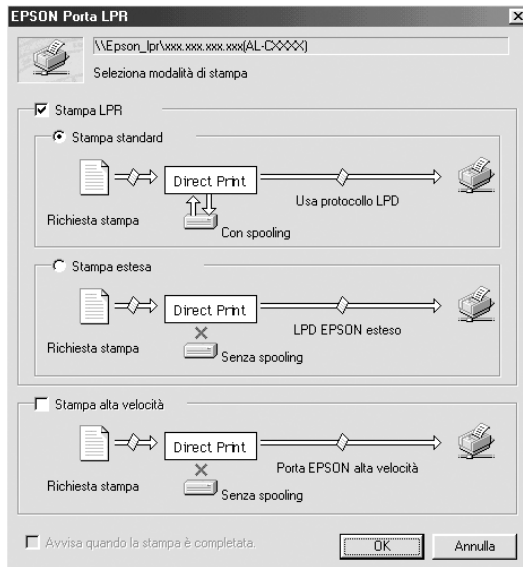 EPSON Porta LPR
\\Epson_lpr\xxx.xxx.xxx.xxx(AL-CXXXX)
Seleziona modalità di stampa
Stampa LPR
Stampa standard
Direct Print
Usa protocollo LPD
Richiesta stampa
Con spooling
Stampa estesa
Direct Print
LPD EPSON esteso
Richiesta stampa
Senza spooling
Stampa alta velocità
Direct Print
Porta EPSON alta velocità
Richiesta stampa
Senza spooling
Avvisa quando la stampa è completata.
OK
Annulla